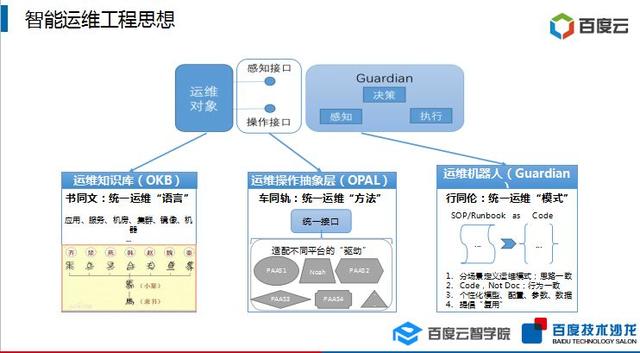 智能运维工程思想
百度云
运维
对象
感知接口
操作接口
Guardian
决策
感知
执行
运维知识库（OKB）
书同文：统一运维“语言”
应用、服务、机房、集群、镜像、机
器
...
齐 楚 燕 韩 赵 魏 秦
（小篆）
（隶书）
运维操作抽象层（OPAL）
车同轨：统一运维“方法”
统一接口
适配不同平台的“驱动”
PAAS1
Noah
PAAS2
PAAS3
PAAS4
运维机器人（Guardian
）
行同伦：统一运维“模式”
SOP/Runbook as Code
...
...
1、 分场景定义运维模式；思路一致
2、 Code，Not Doc；行为一致
3、 个性化模型、配置、参数、数据
4、 提倡“复用”
百度云智学院
百度技术沙龙
BAIDU TECHNOLOGY SALON